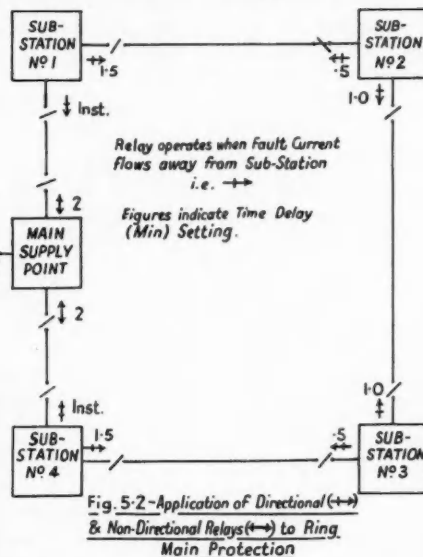 SUB-
STATION
Nº 1
1·5
·5
SUB-
STATION
Nº 2
Inst.
1·0
Relay operates when Fault Current
flows away from Sub-Station
i.e.
Figures indicate Time Delay
(Min) Setting.
2
MAIN
SUPPLY
POINT
2
Inst.
1·0
SUB-
STATION
Nº 4
1·5
·5
SUB-
STATION
Nº 3
Fig. 5·2-Application of Directional (↔)
& Non-Directional Relays (↔) to Ring
Main Protection